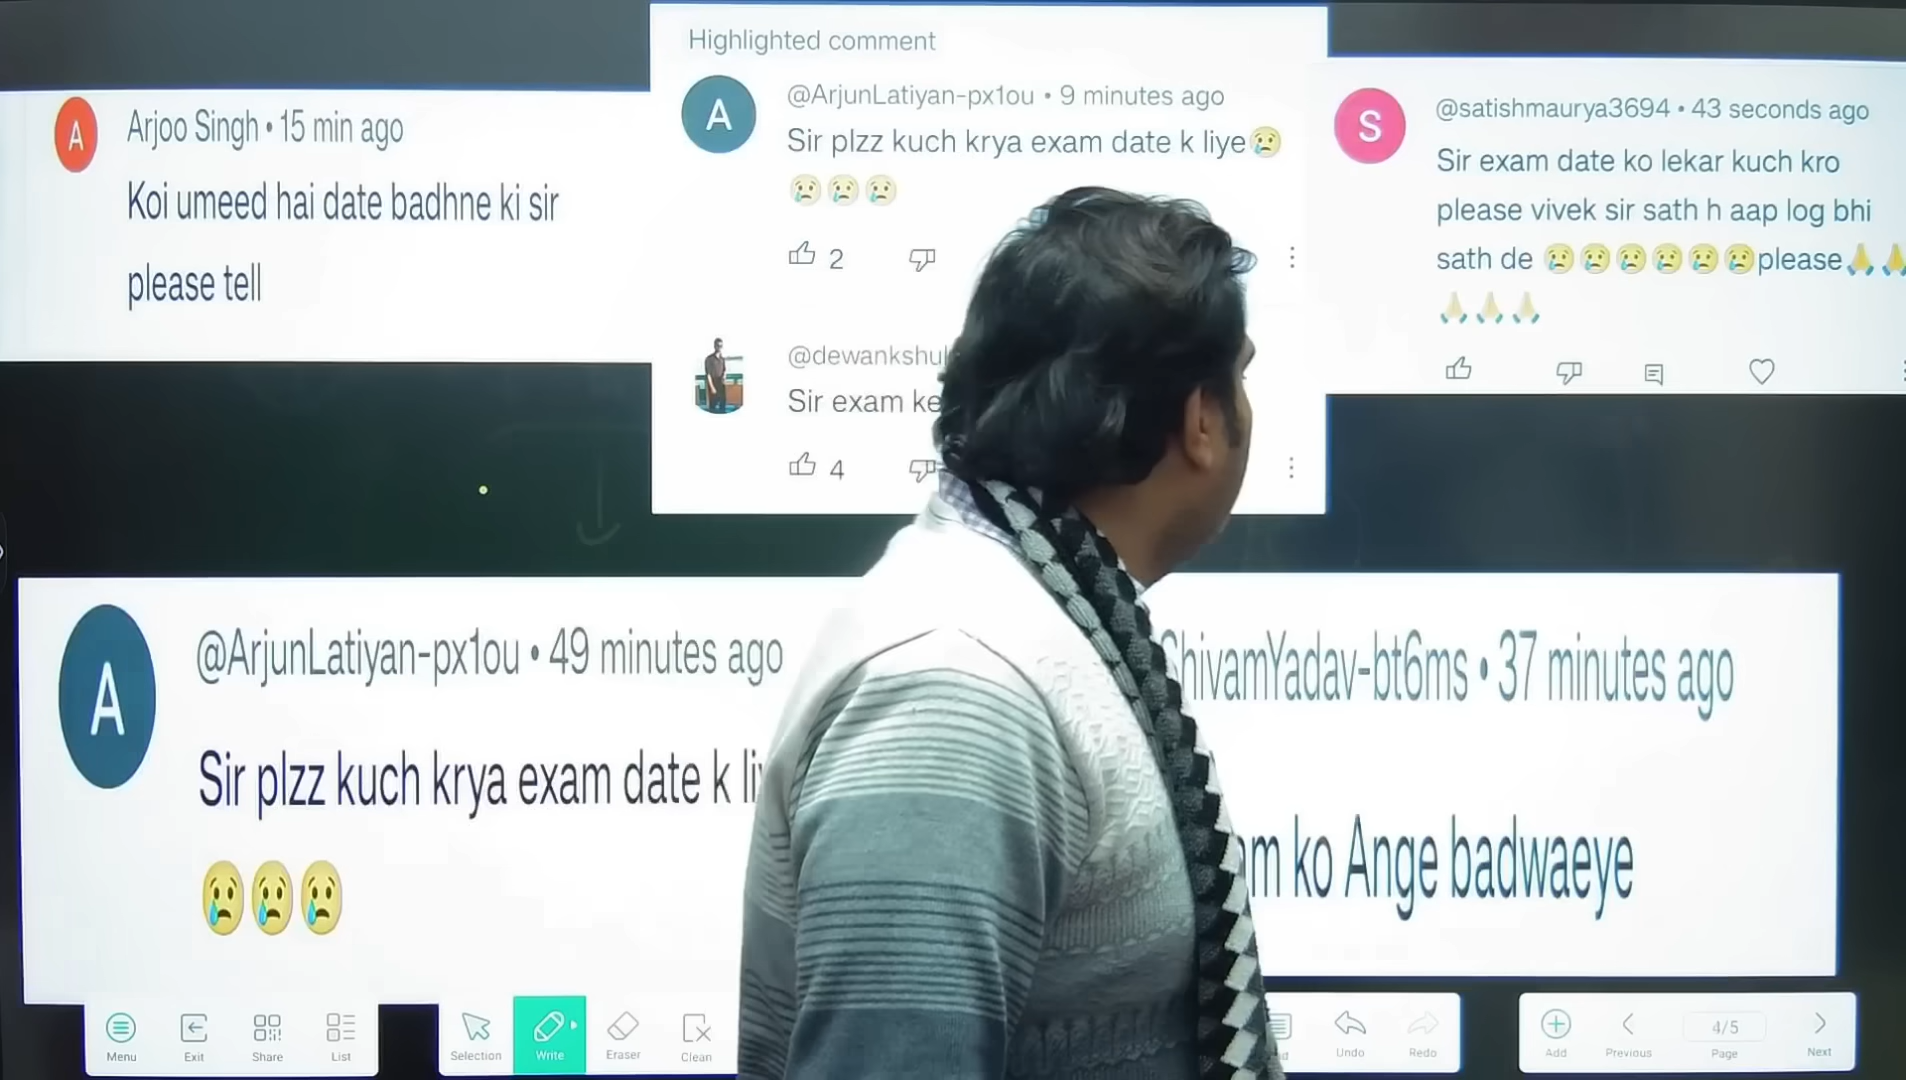 Arjoo Singh • 15 min ago
Koi umeed hai date badhne ki sir
please tell
Highlighted comment
A
@ArjunLatiyan-px1ou • 9 minutes ago
Sir plzz kuch krya exam date k liye😢
😢😢😢
2
@dewankshu
Sir exam ke
4
S
@satishmaurya3694 • 43 seconds ago
Sir exam date ko lekar kuch kro
please vivek sir sath h aap log bhi
sath de 😢😢😢😢😢😢please🙏🙏
🙏🙏🙏
A
A
@ArjunLatiyan-px1ou • 49 minutes ago
Sir plzz kuch krya exam date k
😢😢😢
ShivamYadav-bt6ms • 37 minutes ago
ko Ange badwaeye
Menu Exit Share List
Selection Write Eraser Clean
Undo Redo
Add Previous 4/5 Page Next